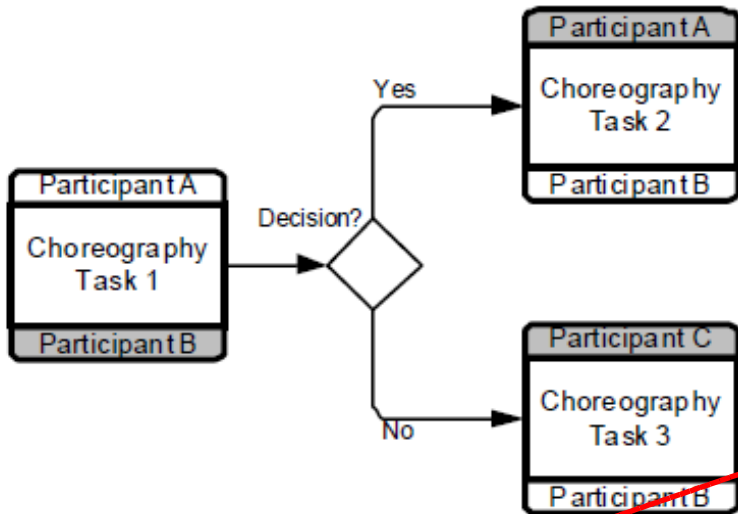 Participant A
Choreography
Task 1
Participant B
Decision?
Yes
Participant A
Choreography
Task 2
Participant B
No
Participant C
Choreography
Task 3
Participant B